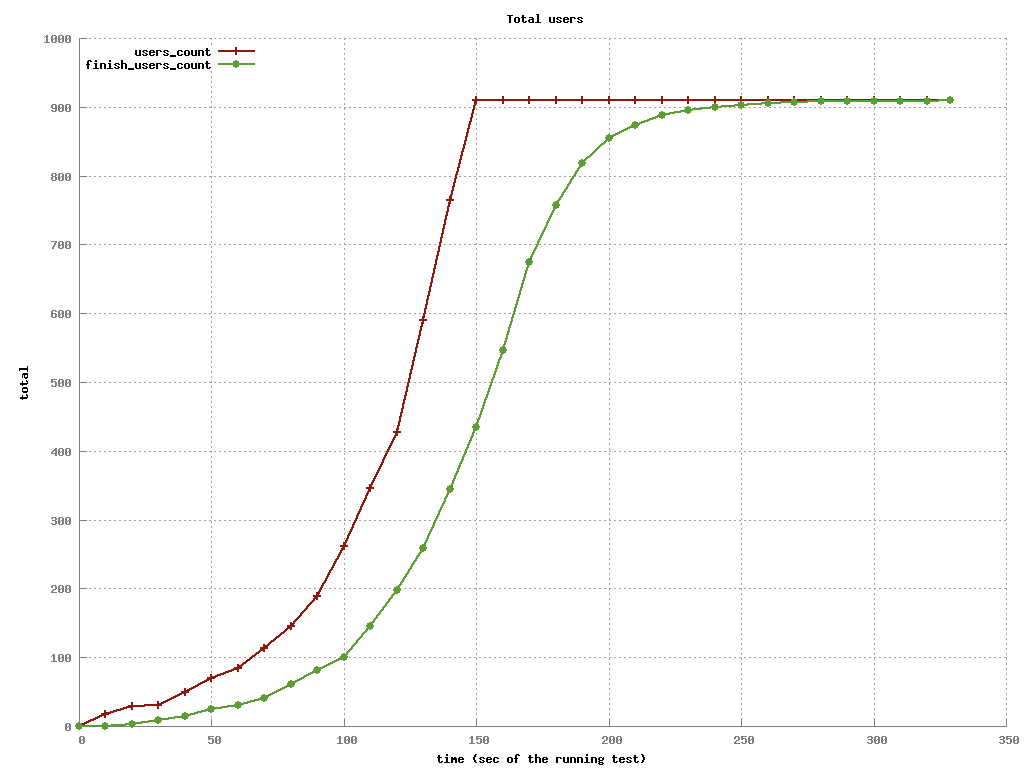 Total users
users_count
finish_users_count
1000
900
800
700
600
500
400
300
200
100
0
total
0 50 100 150 200 250 300 350
time (sec of the running test)